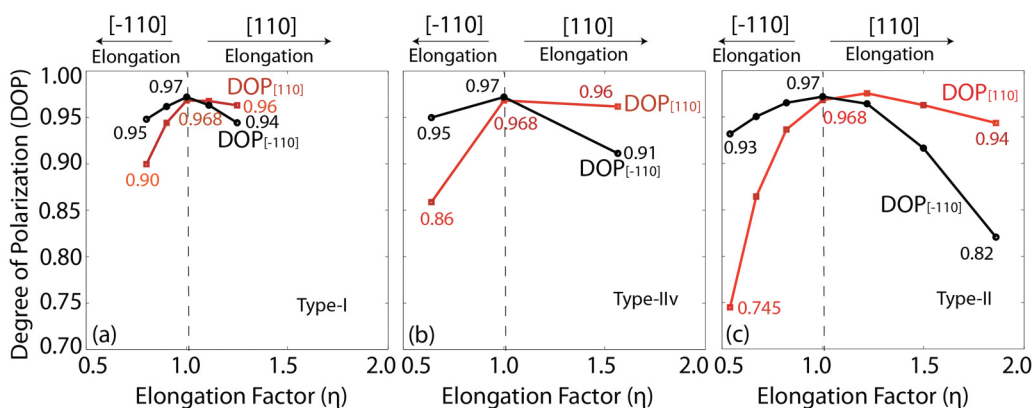 [-110] [110] [-110] [110] [-110] [110]
Elongation Elongation Elongation Elongation Elongation Elongation
Degree of Polarization (DOP)
1.00
0.95
0.90
0.85
0.80
0.75
0.70
0.97
DOP[110]
0.96
0.968
0.95
0.94
DOP[-110]
0.90
Type-I
(a)
0.5 1.0 1.5 2.0
Elongation Factor (η)
0.97
0.96
DOP[110]
0.95
0.968
0.91
DOP[-110]
0.86
Type-IIv
(b)
0.5 1.0 1.5 2.0
Elongation Factor (η)
0.97
DOP[110]
0.968
0.93
0.94
DOP[-110]
0.82
0.745
Type-II
(c)
0.5 1.0 1.5 2.0
Elongation Factor (η)